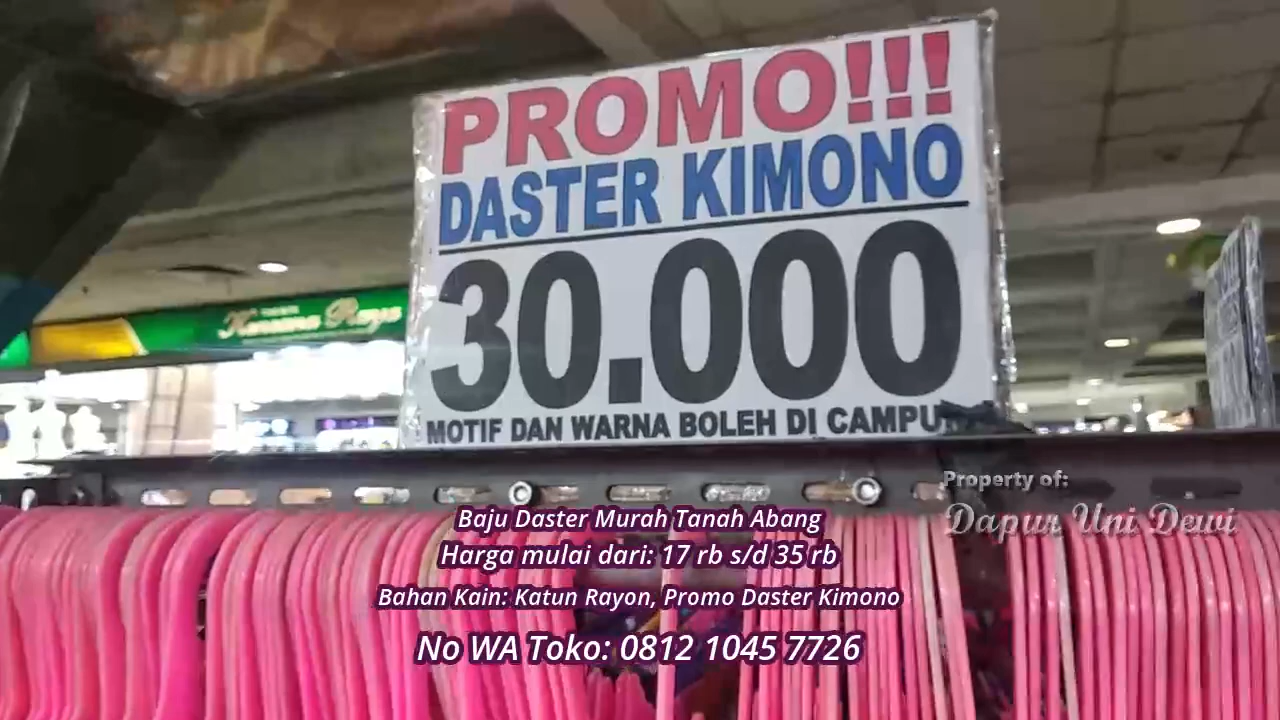 PROMO!!!
DASTER KIMONO
30.000
MOTIF DAN WARNA BOLEH DI CAMPUR
Property of:
Dapur Uni Dewi
Baju Daster Murah Tanah Abang
Harga mulai dari: 17 rb s/d 35 rb
Bahan Kain: Katun Rayon, Promo Daster Kimono
No WA Toko: 0812 1045 7726